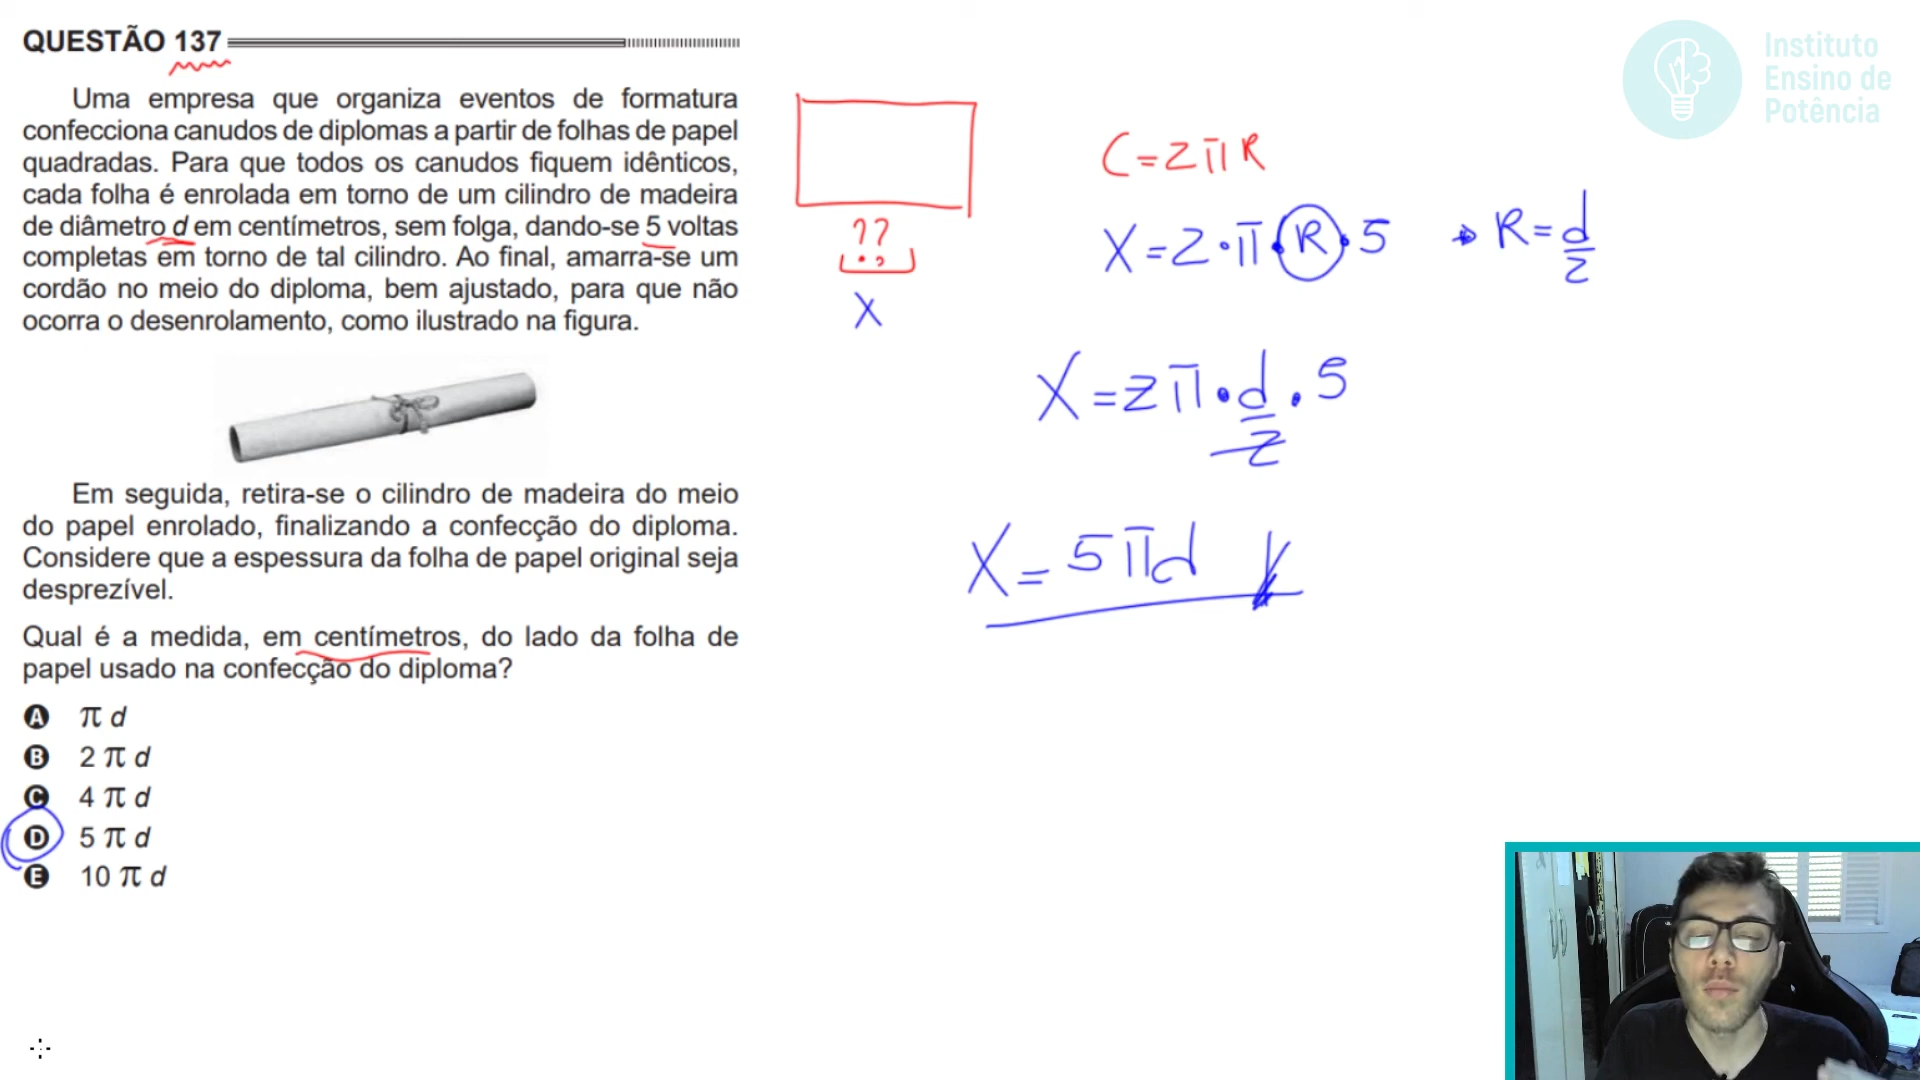 QUESTÃO 137
Uma empresa que organiza eventos de formatura
confecciona canudos de diplomas a partir de folhas de papel
quadradas. Para que todos os canudos fiquem idênticos,
cada folha é enrolada em torno de um cilindro de madeira
de diâmetro d em centímetros, sem folga, dando-se 5 voltas
completas em torno de tal cilindro. Ao final, amarra-se um
cordão no meio do diploma, bem ajustado, para que não
ocorra o desenrolamento, como ilustrado na figura.
Em seguida, retira-se o cilindro de madeira do meio
do papel enrolado, finalizando a confecção do diploma.
Considere que a espessura da folha de papel original seja
desprezível.
Qual é a medida, em centímetros, do lado da folha de
papel usado na confecção do diploma?
A π d
B 2 π d
C 4 π d
D 5 π d
E 10 π d
??
X
C=2πR
X=2·π·R·5 → R=d/2
X=2π·d/2·5
X=5πd
Instituto
Ensino de
Potência